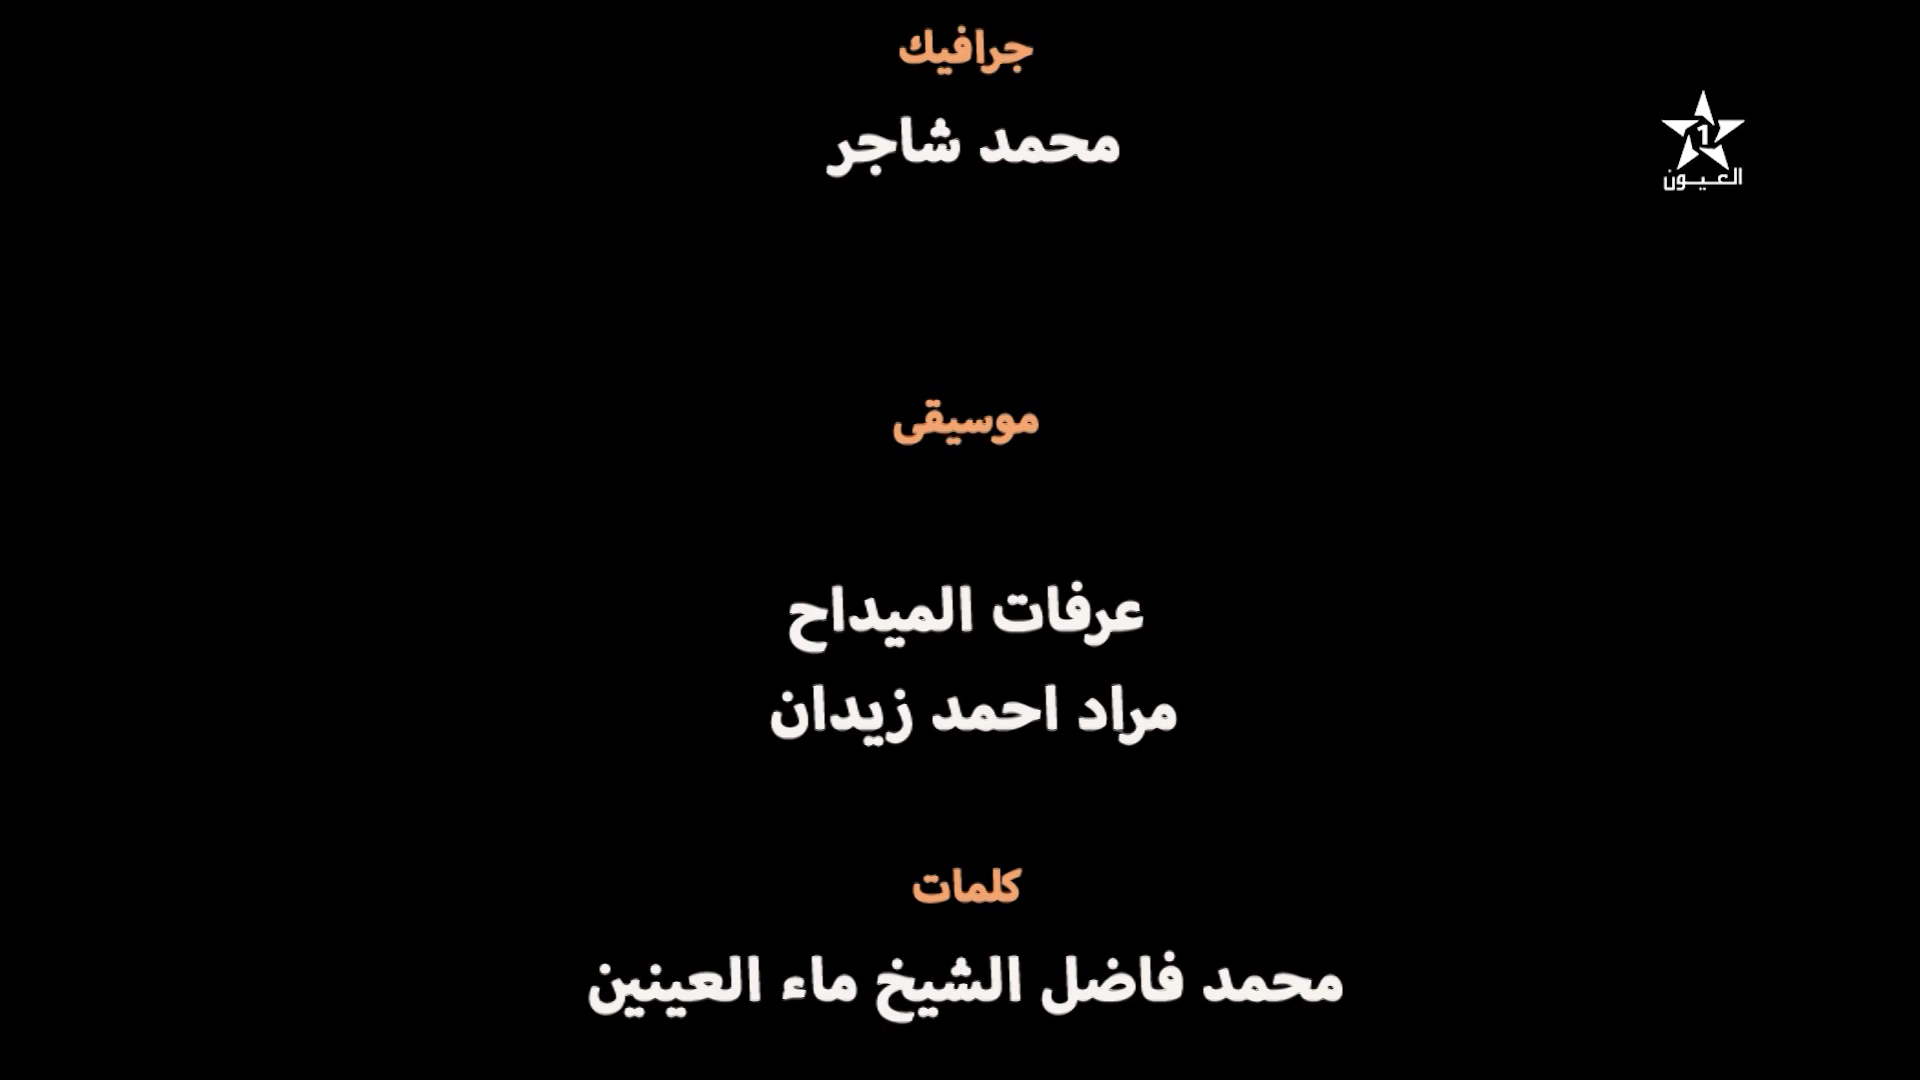 جرافيك
محمد شاجر
1
العيون
موسيقى
عرفات الميداح
مراد احمد زيدان
كلمات
محمد فاضل الشيخ ماء العينين